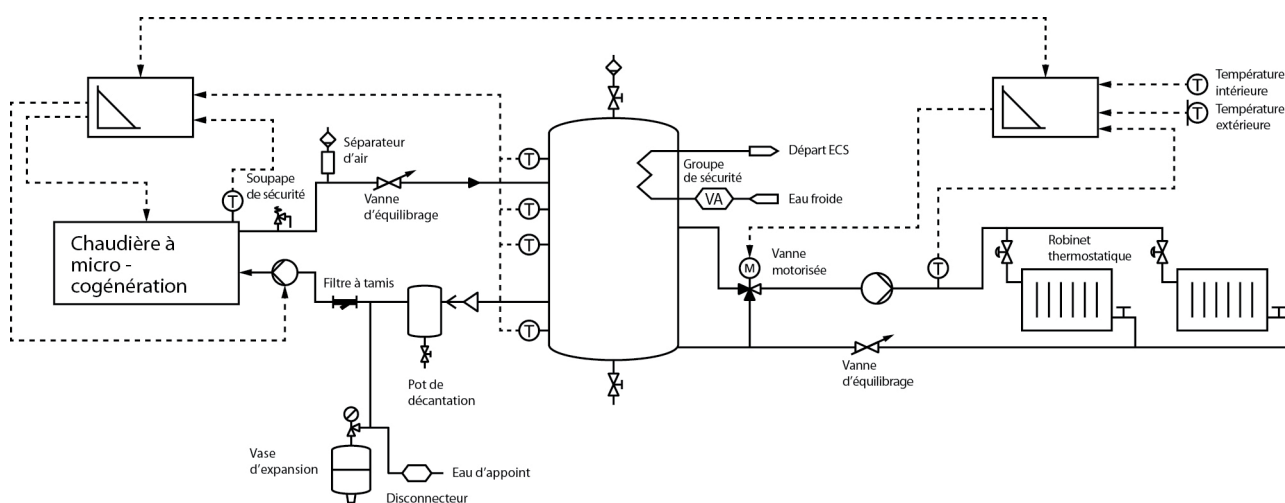 Température
intérieure
T
Température
extérieure
T
Séparateur
d'air
Soupape
de sécurité
T
Vanne
d'équilibrage
T
T
T
T
Groupe
de sécurité
Départ ECS
VA
Eau froide
Chaudière à
micro -
cogénération
Filtre à tamis
Pot de
décantation
M
Vanne
motorisée
T
Robinet
thermostatique
Vanne
d'équilibrage
Vase
d'expansion
Eau d'appoint
Disconnecteur